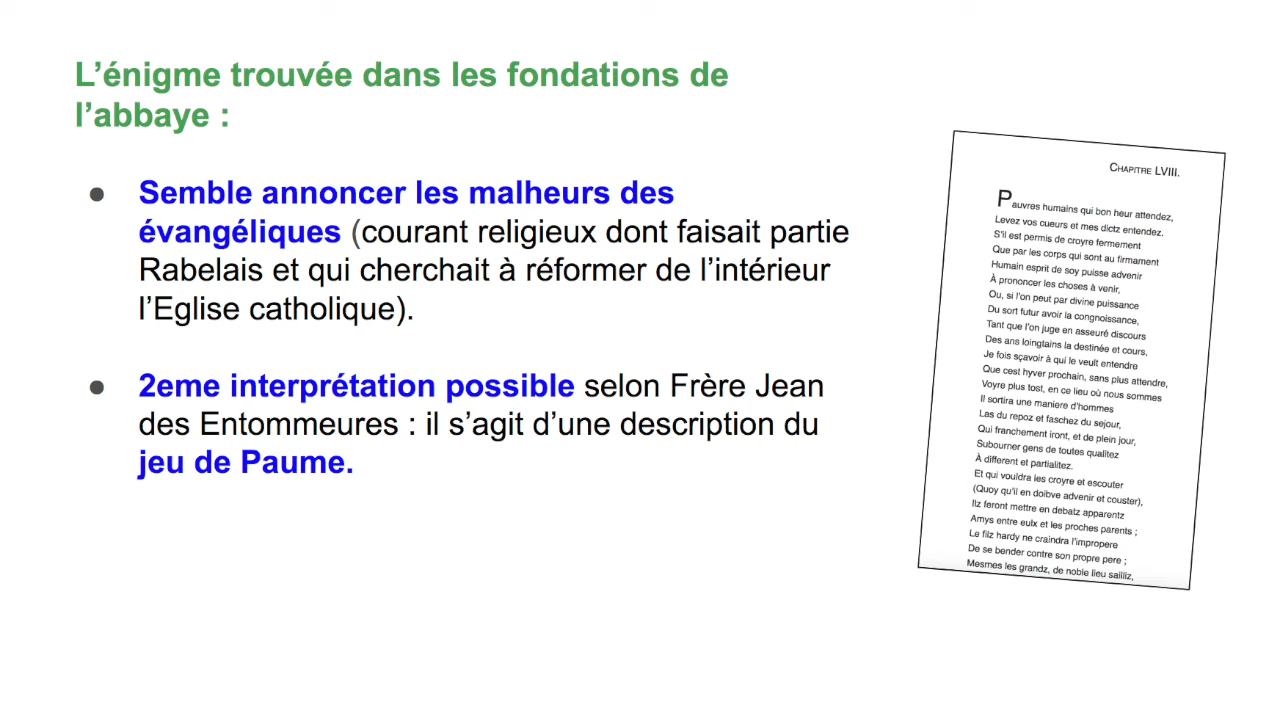 L’énigme trouvée dans les fondations de
l’abbaye :
● Semble annoncer les malheurs des
évangéliques (courant religieux dont faisait partie
Rabelais et qui cherchait à réformer de l’intérieur
l’Eglise catholique).
● 2eme interprétation possible selon Frère Jean
des Entommeures : il s’agit d’une description du
jeu de Paume.
CHAPITRE LVIII.
Pauvres humains qui bon heur attendez,
Levez vos cueurs et mes dictz entendez.
S'il est permis de croyre fermement
Que par les corps qui sont au firmament
Humain esprit de soy puisse advenir
À prononcer les choses à venir,
Ou, si l'on peut par divine puissance
Du sort futur avoir la congnoissance,
Tant que l'on juge en asseuré discours
Des ans loingtains la destinée et cours,
Je fois sçavoir à qui le veult entendre
Que cest hyver prochain, sans plus attendre,
Voyre plus tost, en ce lieu où nous sommes
Il sortira une maniere d'hommes
Las du repoz et faschez du sejour,
Qui franchement iront, et de plein jour,
Subourner gens de toutes qualitez
À different et partialitez.
Et qui vouldra les croyre et escouter
(Quoy qu'il en doibve advenir et couster),
Ilz feront mettre en debatz apparentz
Amys entre eulx et les proches parents ;
Le filz hardy ne craindra l'impropere
De se bender contre son propre pere ;
Mesmes les grandz, de noble lieu sailliz,